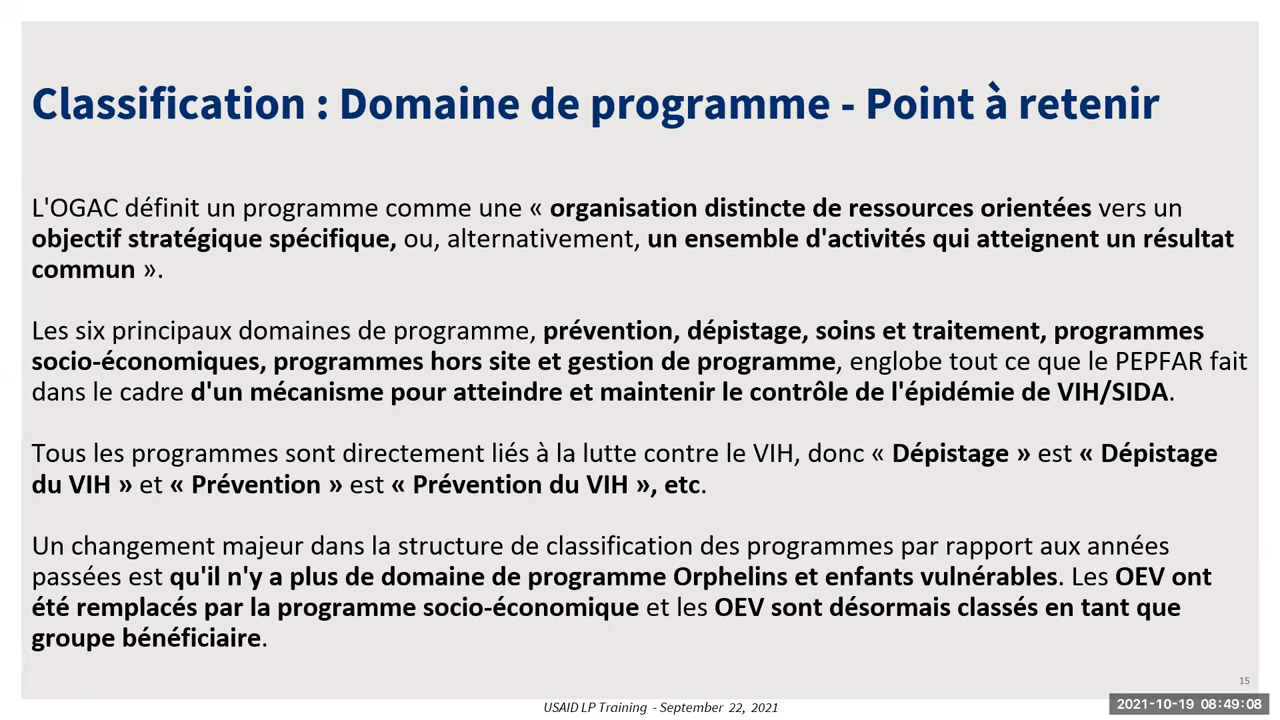 Classification : Domaine de programme - Point à retenir
L'OGAC définit un programme comme une « organisation distincte de ressources orientées vers un
objectif stratégique spécifique, ou, alternativement, un ensemble d'activités qui atteignent un résultat
commun ».
Les six principaux domaines de programme, prévention, dépistage, soins et traitement, programmes
socio-économiques, programmes hors site et gestion de programme, englobe tout ce que le PEPFAR fait
dans le cadre d'un mécanisme pour atteindre et maintenir le contrôle de l'épidémie de VIH/SIDA.
Tous les programmes sont directement liés à la lutte contre le VIH, donc « Dépistage » est « Dépistage
du VIH » et « Prévention » est « Prévention du VIH », etc.
Un changement majeur dans la structure de classification des programmes par rapport aux années
passées est qu'il n'y a plus de domaine de programme Orphelins et enfants vulnérables. Les OEV ont
été remplacés par la programme socio-économique et les OEV sont désormais classés en tant que
groupe bénéficiaire.
15
USAID LP Training - September 22, 2021
2021-10-19 08:49:08